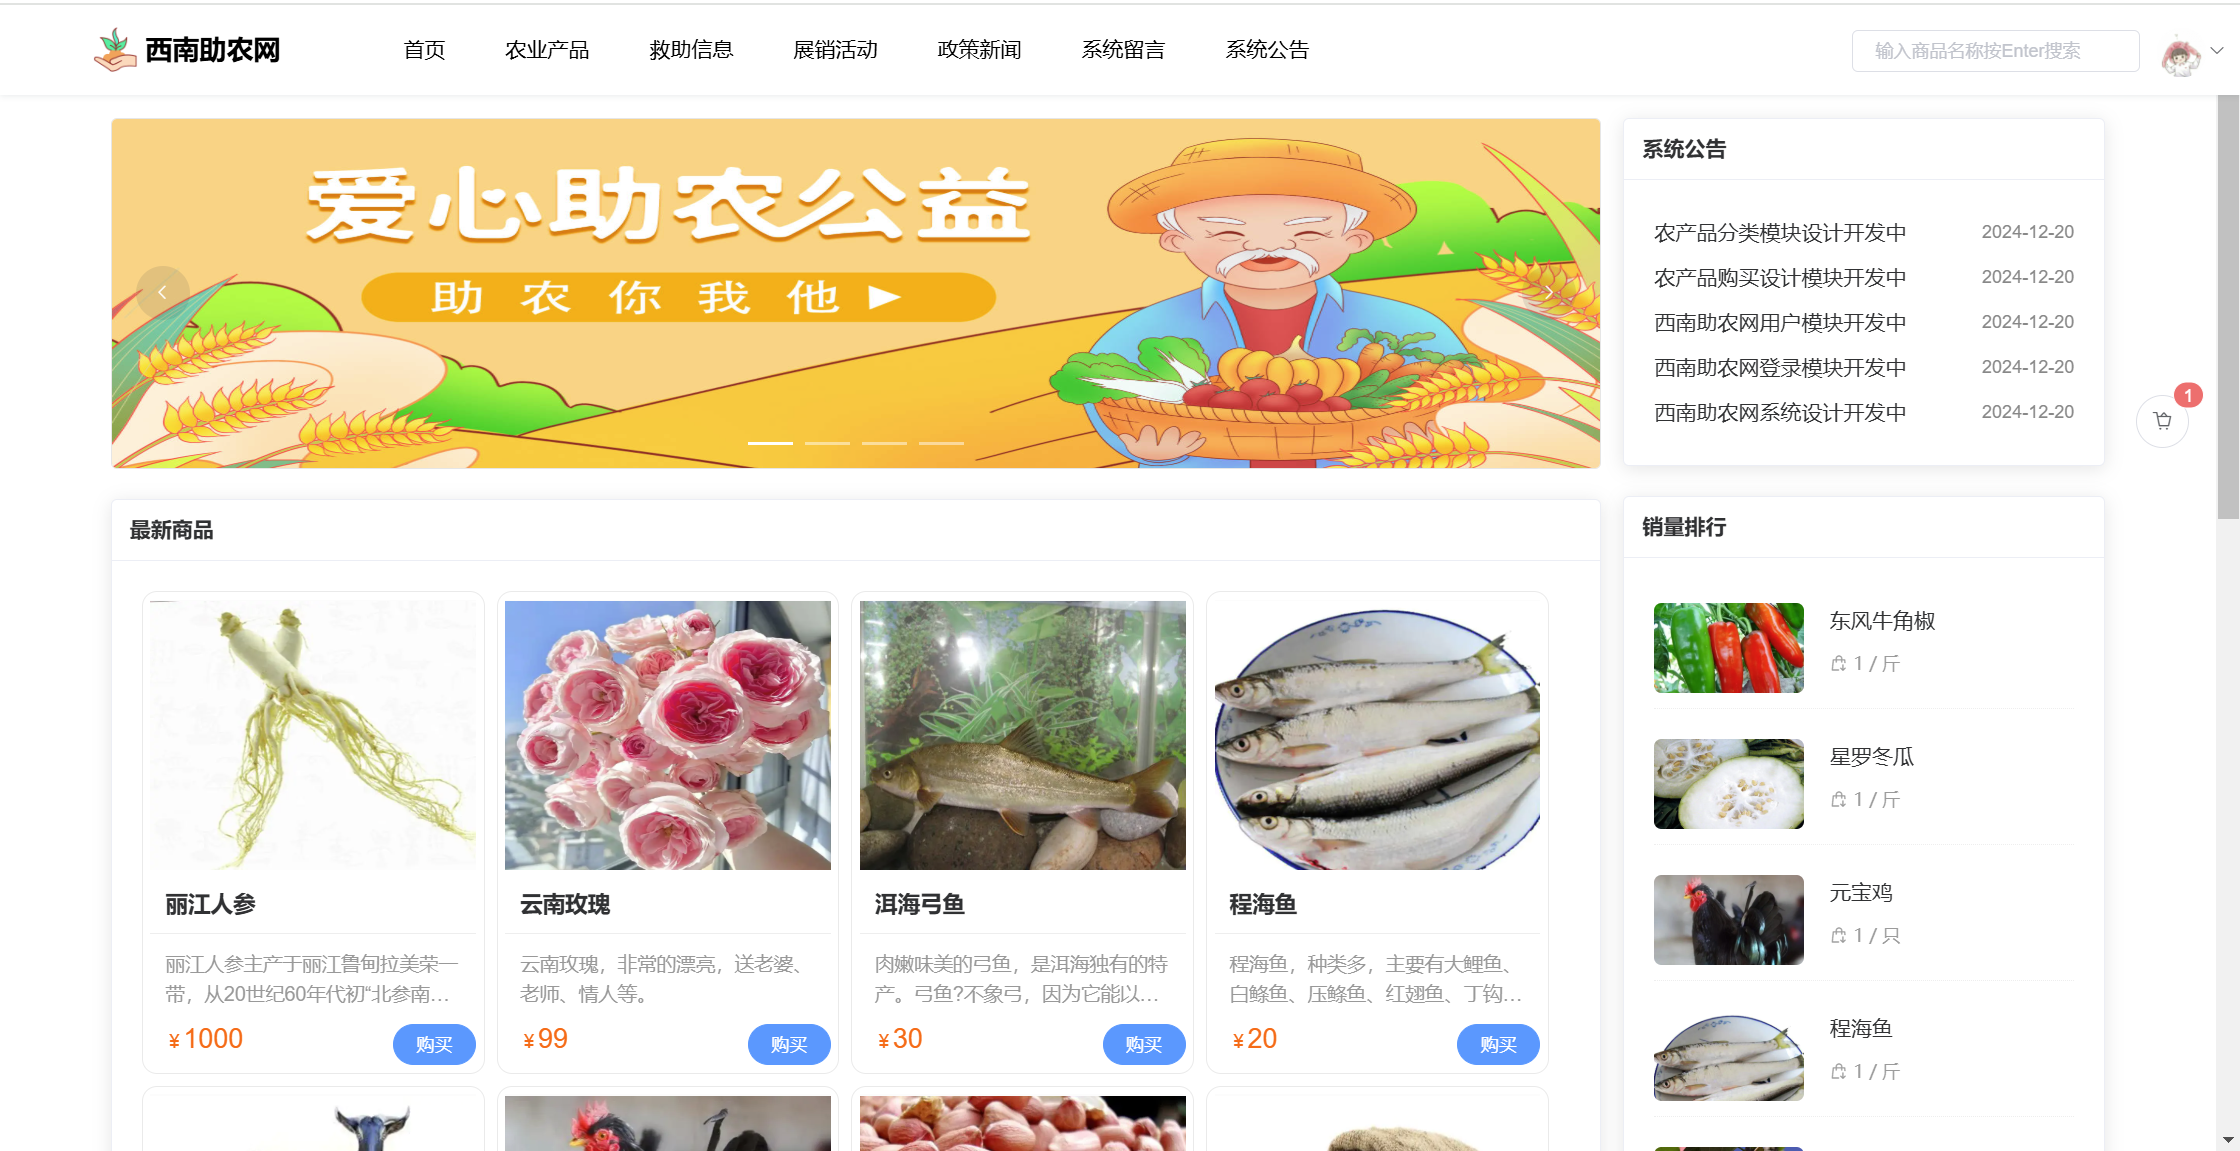 西南助农网
首页
农业产品
救助信息
展销活动
政策新闻
系统留言
系统公告
输入商品名称按Enter搜索
爱心助农公益
助农你我他
系统公告
农产品分类模块设计开发中 2024-12-20
农产品购买设计模块开发中 2024-12-20
西南助农网用户模块开发中 2024-12-20
西南助农网登录模块开发中 2024-12-20
西南助农网系统设计开发中 2024-12-20
1
最新商品
丽江人参
丽江人参主产于丽江鲁甸拉美荣一
带，从20世纪60年代初“北参南…
¥1000
购买
云南玫瑰
云南玫瑰，非常的漂亮，送老婆、
老师、情人等。
¥99
购买
洱海弓鱼
肉嫩味美的弓鱼，是洱海独有的特
产。弓鱼?不象弓，因为它能以…
¥30
购买
程海鱼
程海鱼，种类多，主要有大鲤鱼、
白鲦鱼、压鲦鱼、红翅鱼、丁钩…
¥20
购买
销量排行
东风牛角椒
1 / 斤
星罗冬瓜
1 / 斤
元宝鸡
1 / 只
程海鱼
1 / 斤